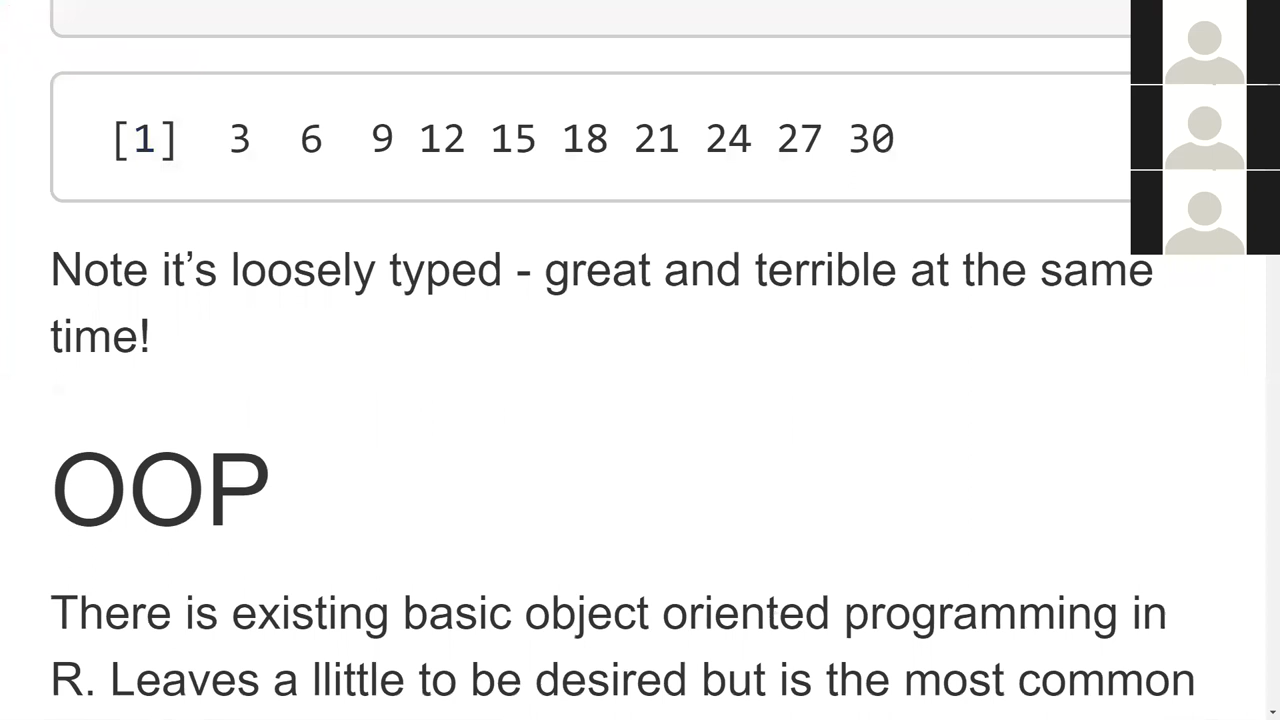 [1]  3  6  9 12 15 18 21 24 27 30
Note it’s loosely typed - great and terrible at the same
time!
OOP
There is existing basic object oriented programming in
R. Leaves a llittle to be desired but is the most common